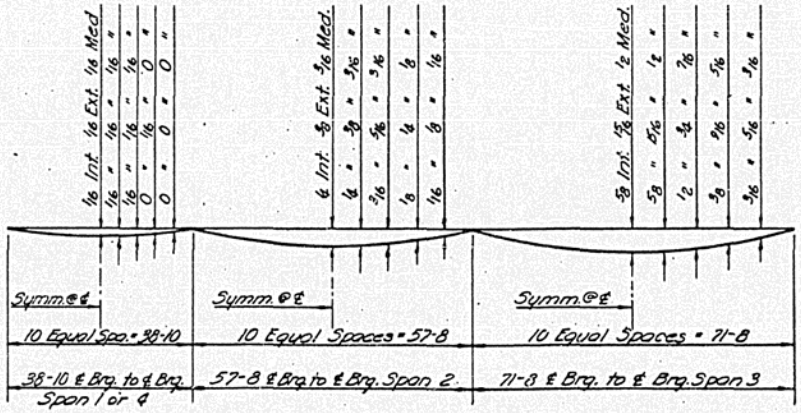 1/16 Int. 1/16 Ext. 1/16 Med.
1/16 " 1/16 " 1/16 "
1/16 " 1/16 " 1/16 "
0 " 1/16 " 0 "
0 " 0 " 0 "
1/4 Int. 3/8 Ext. 3/16 Med.
1/4 " 3/8 " 3/16 "
3/16 " 5/16 " 3/16 "
1/8 " 1/4 " 1/8 "
1/16 " 1/8 " 1/16 "
5/8 Int. 15/16 Ext. 1/2 Med.
5/8 " 15/16 " 1/2 "
1/2 " 3/4 " 7/16 "
3/8 " 9/16 " 5/16 "
3/16 " 5/16 " 3/16 "
Symm. @ ℄
Symm. @ ℄
Symm. @ ℄
10 Equal Spa. = 38-10
10 Equal Spaces = 57-8
10 Equal Spaces = 71-8
38-10 ℄ Brg. to ℄ Brg.
Span 1 or 4
57-8 ℄ Brg. to ℄ Brg. Span 2.
71-8 ℄ Brg. to ℄ Brg. Span 3